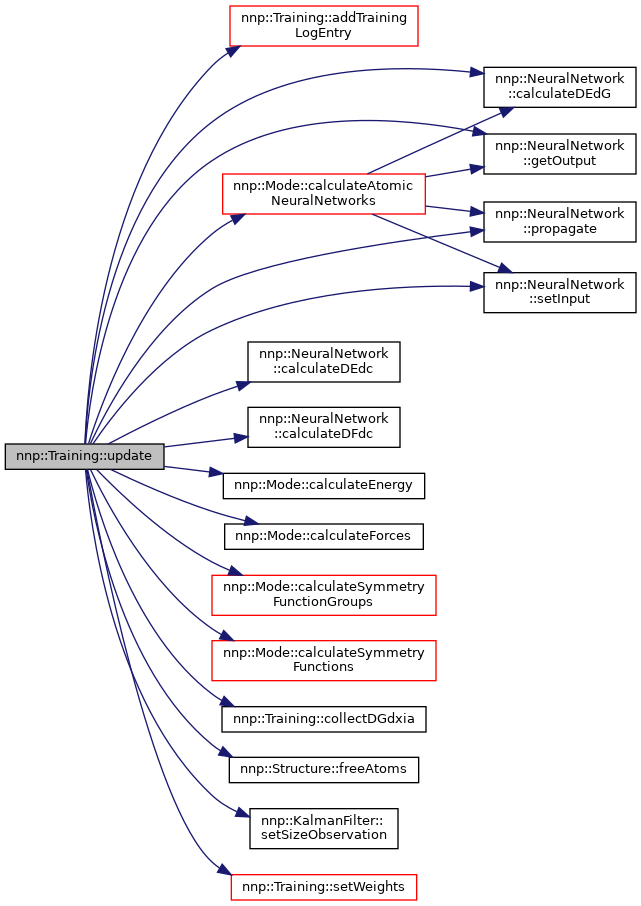 nnp::Training::addTraining
LogEntry
nnp::NeuralNetwork
::calculateDEdG
nnp::NeuralNetwork
::getOutput
nnp::Mode::calculateAtomic
NeuralNetworks
nnp::NeuralNetwork
::propagate
nnp::NeuralNetwork
::setInput
nnp::NeuralNetwork
::calculateDEdc
nnp::NeuralNetwork
::calculateDFdc
nnp::Training::update
nnp::Mode::calculateEnergy
nnp::Mode::calculateForces
nnp::Mode::calculateSymmetry
FunctionGroups
nnp::Mode::calculateSymmetry
Functions
nnp::Training::collectDGdxia
nnp::Structure::freeAtoms
nnp::KalmanFilter::
setSizeObservation
nnp::Training::setWeights